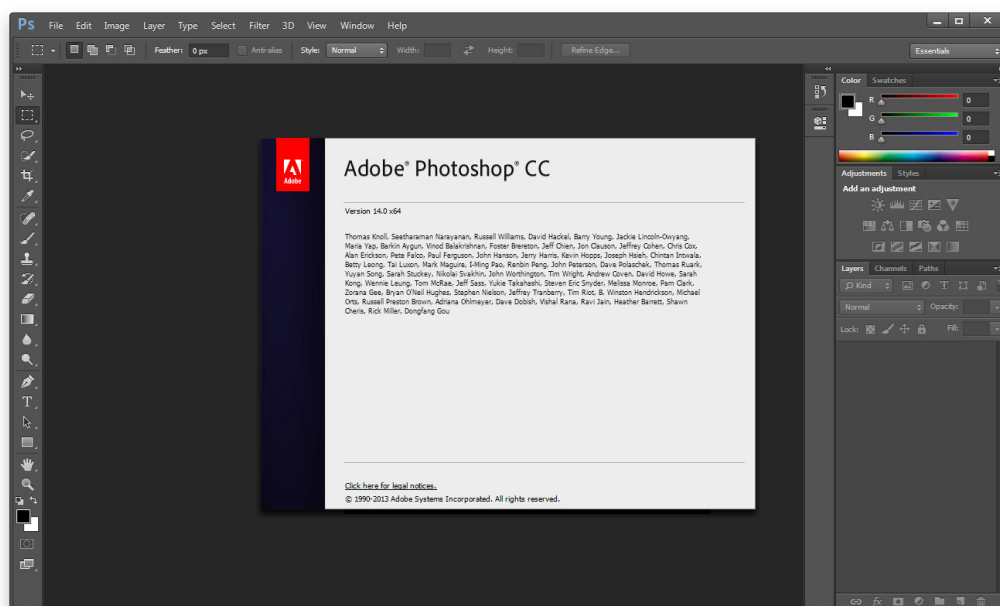 Ps File Edit Image Layer Type Select Filter 3D View Window Help
Feather: 0 px Anti-alias Style: Normal Width: Height: Refine Edge... Essentials
Color Swatches
R 0
G 0
B 0
Adjustments Styles
Add an adjustment
Layers Channels Paths
Kind
Normal Opacity:
Lock: Fill:
Adobe
Adobe® Photoshop® CC
Version 14.0 x64
Thomas Knoll, Seetharaman Narayanan, Russell Williams, David Hackel, Barry Young, Jackie Lincoln-Owyang,
Maria Yap, Barkin Aygun, Vinod Balakrishnan, Foster Brereton, Jeff Chien, Jon Clauson, Jeffrey Cohen, Chris Cox,
Alan Erickson, Pete Falco, Paul Ferguson, John Hanson, Jerry Harris, Kevin Hopps, Joseph Hsieh, Chintan Intwala,
Betty Leong, Tai Luxon, Mark Maguire, I-Ming Pao, Renbin Peng, John Peterson, Dave Polaschek, Thomas Ruark,
Yuyan Song, Sarah Stuckey, Nikolai Svakhin, John Worthington, Tim Wright, Andrew Coven, David Howe, Sarah
Kong, Wennie Leung, Tom McRae, Jeff Sass, Yukie Takahashi, Steven Eric Snyder, Melissa Monroe, Pam Clark,
Zorana Gee, Bryan O'Neil Hughes, Stephen Nielson, Jeffrey Tranberry, Tim Riot, B. Winston Hendrickson, Michael
Orts, Russell Preston Brown, Adriana Ohlmeyer, Dave Dobish, Vishal Rana, Ravi Jain, Heather Barrett, Shawn
Cheris, Rick Miller, Dongfang Gou
Click here for legal notices.
© 1990-2013 Adobe Systems Incorporated. All rights reserved.